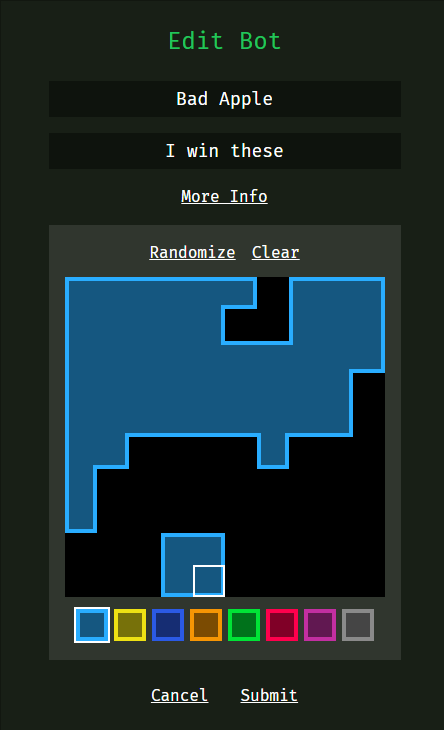 Edit Bot
Bad Apple
I win these
More Info
Randomize Clear
Cancel Submit